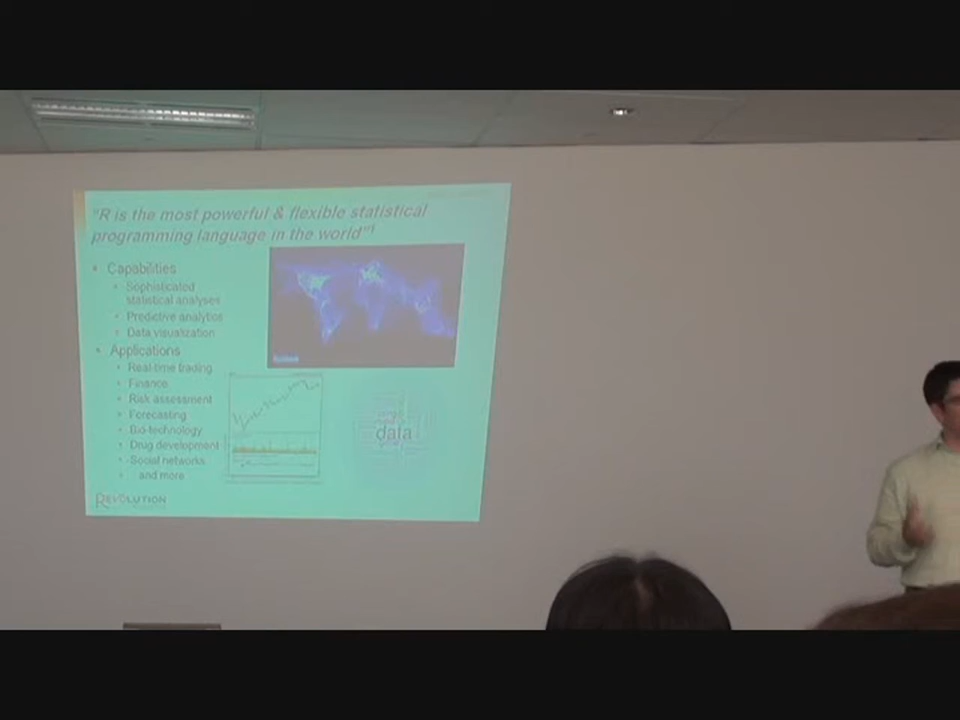 "R is the most powerful & flexible statistical
programming language in the world"¹
• Capabilities
• Sophisticated
statistical analyses
• Predictive analytics
• Data visualization
• Applications
• Real-time trading
• Finance
• Risk assessment
• Forecasting
• Bio-technology
• Drug development
• Social networks
• and more
data
REVOLUTION